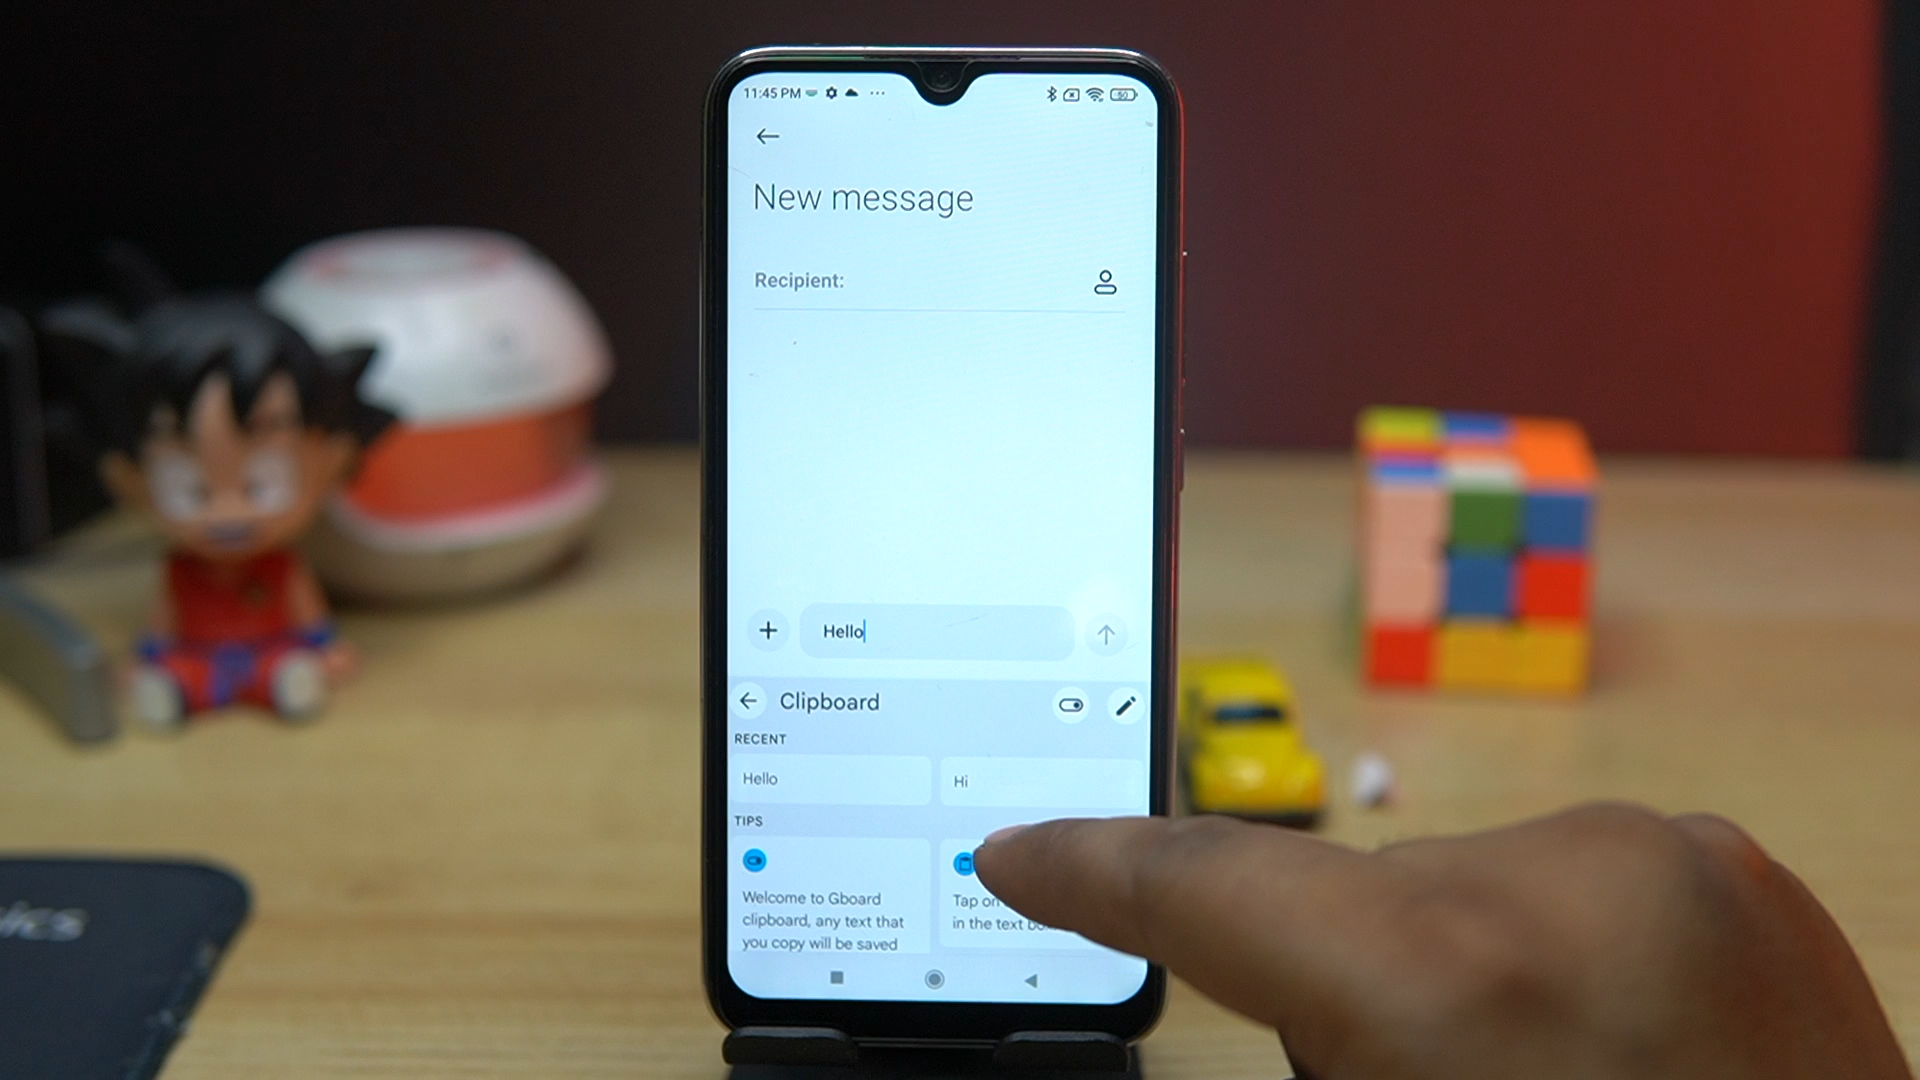 11:45 PM
50
New message
Recipient:
Hello
Clipboard
RECENT
Hello
Hi
TIPS
Welcome to Gboard
clipboard, any text that
you copy will be saved
Tap on
in the text